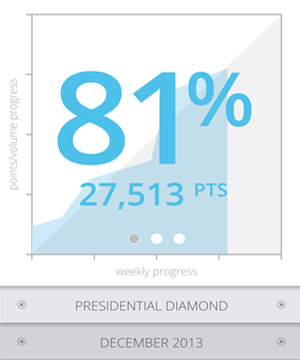 points/volume progress
81%
27,513 PTS
weekly progress
PRESIDENTIAL DIAMOND
DECEMBER 2013